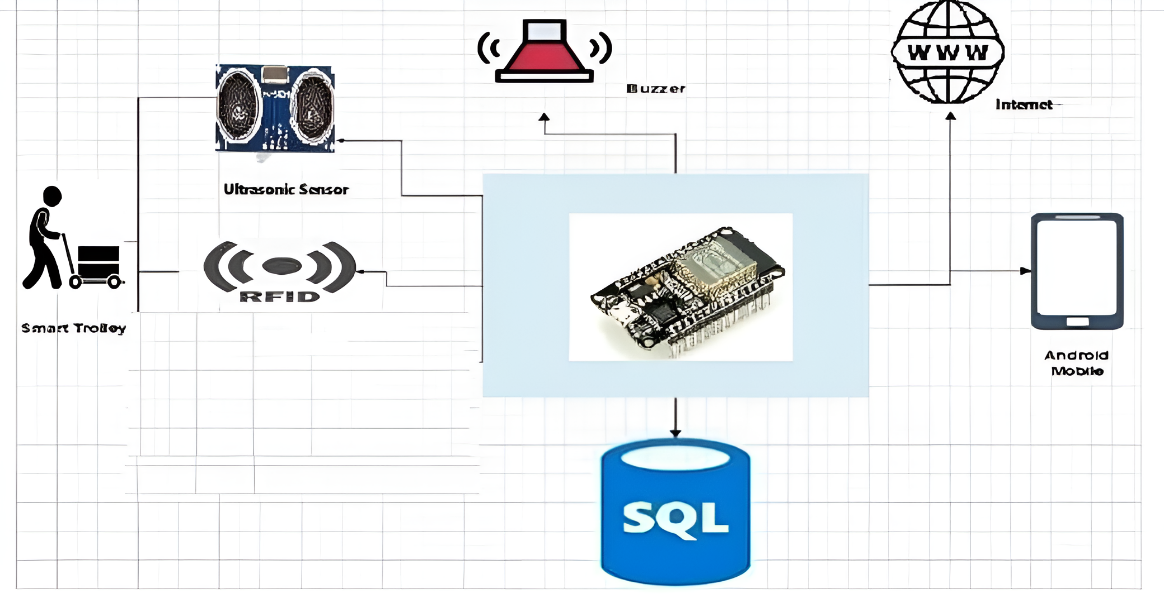 WWW
Buzzer
Internet
Ultrasonic Sensor
RFID
Smart Trolley
Android
Mobile
SQL